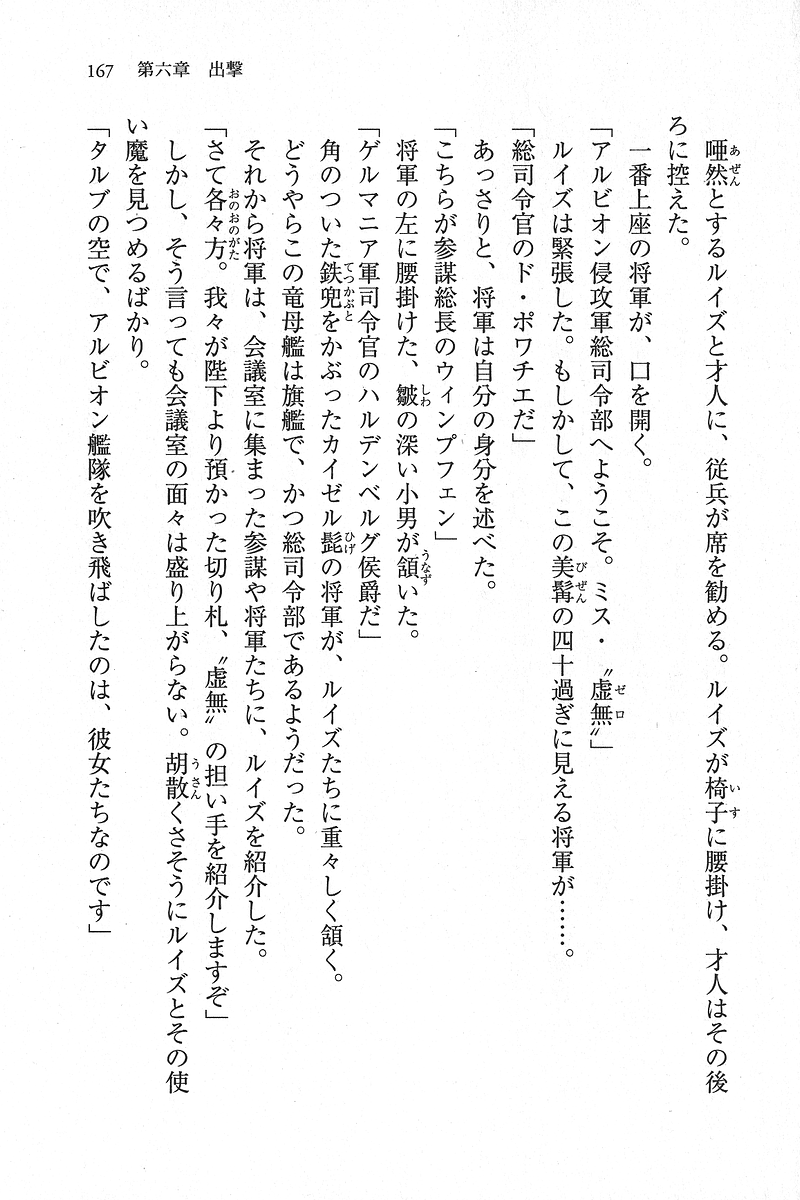 167　第六章　出撃
唖然とするルイズと才人に、従兵が席を勧める。ルイズが椅子に腰掛け、才人はその後
ろに控えた。
一番上座の将軍が、口を開く。
「アルビオン侵攻軍総司令部へようこそ。ミス・〝虚無〟」
ルイズは緊張した。もしかして、この美髯の四十過ぎに見える将軍が……。
「総司令官のド・ポワチエだ」
あっさりと、将軍は自分の身分を述べた。
「こちらが参謀総長のウィンプフェン」
将軍の左に腰掛けた、皺の深い小男が頷いた。
「ゲルマニア軍司令官のハルデンベルグ侯爵だ」
角のついた鉄兜をかぶったカイゼル髭の将軍が、ルイズたちに重々しく頷く。
どうやらこの竜母艦は旗艦で、かつ総司令部であるようだった。
それから将軍は、会議室に集まった参謀や将軍たちに、ルイズを紹介した。
「さて各々方。我々が陛下より預かった切り札、〝虚無〟の担い手を紹介しますぞ」
しかし、そう言っても会議室の面々は盛り上がらない。胡散くさそうにルイズとその使
い魔を見つめるばかり。
「タルブの空で、アルビオン艦隊を吹き飛ばしたのは、彼女たちなのです」